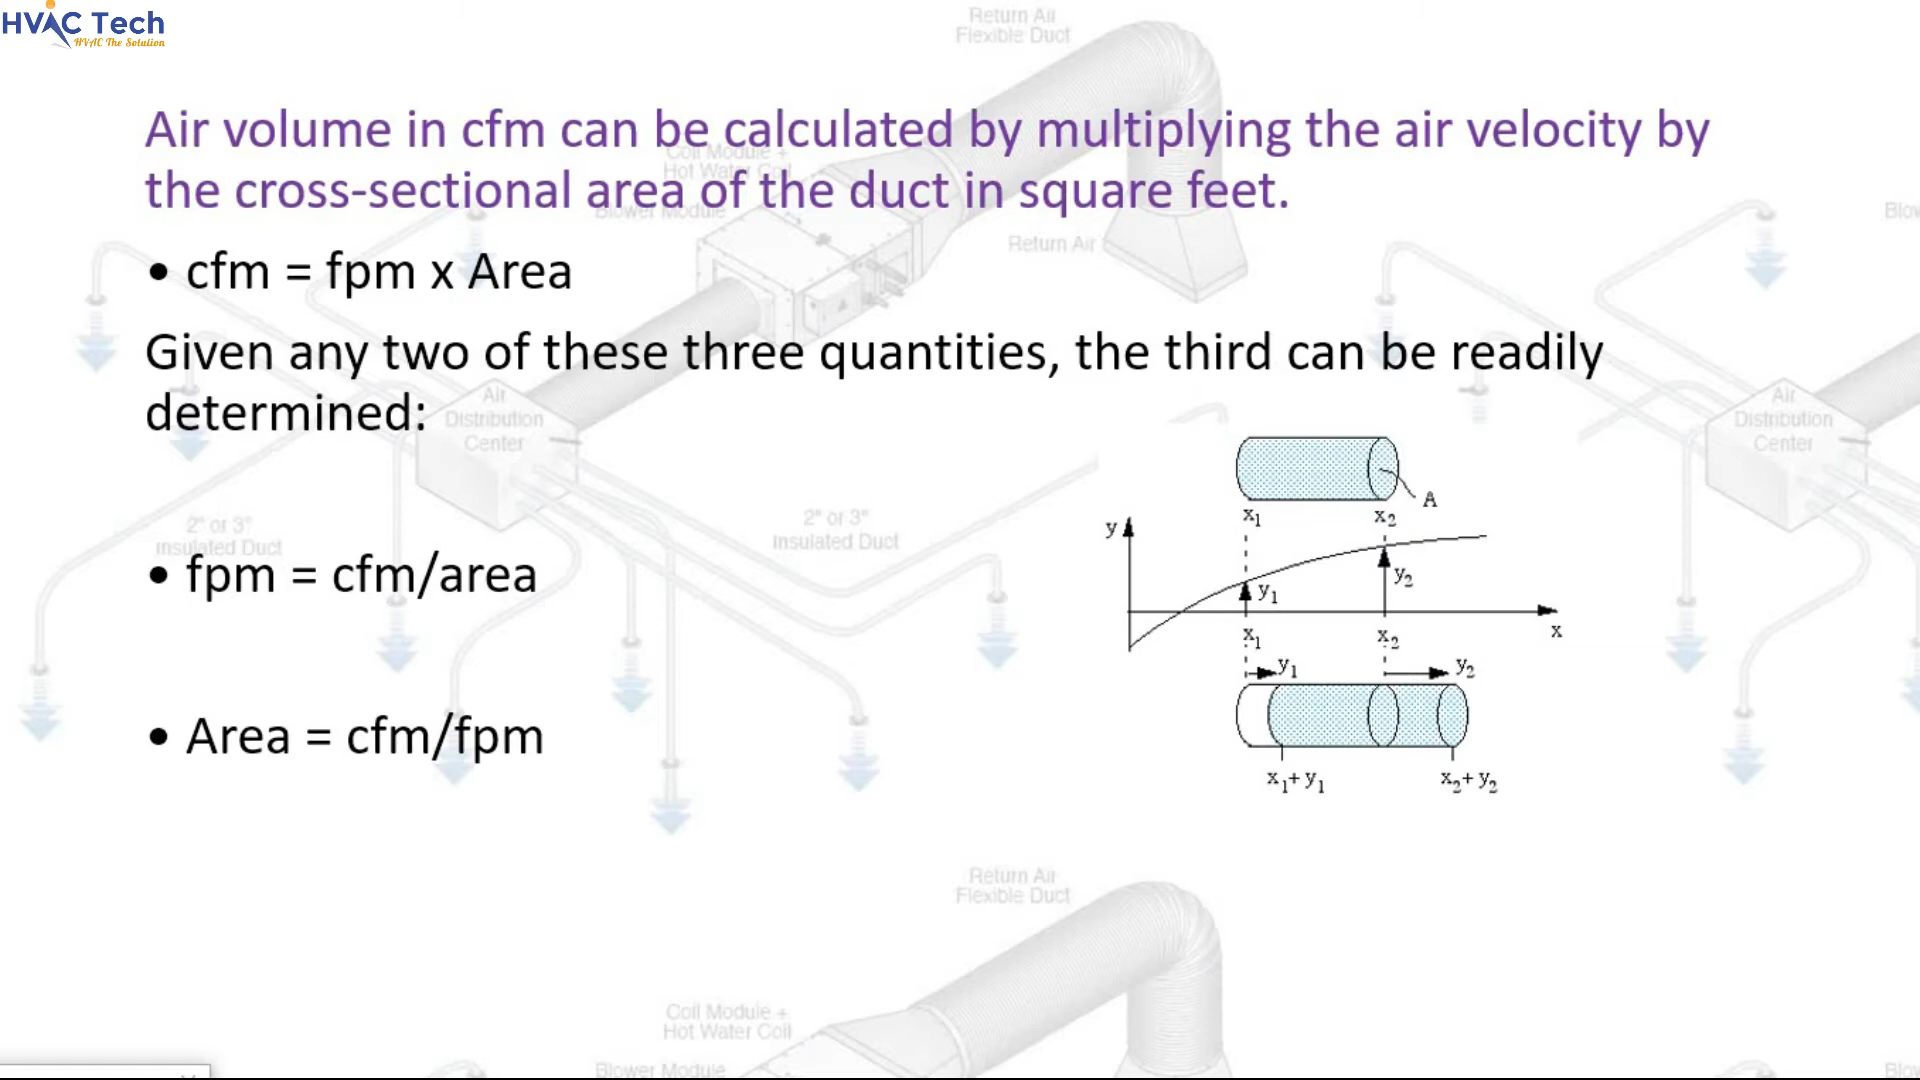 HVAC Tech
HVAC The Solution
Return Air
Flexible Duct
Air volume in cfm can be calculated by multiplying the air velocity by
the cross-sectional area of the duct in square feet.
Coil Module +
Hot Water Coil
Blower Module
Return Air
Blow
• cfm = fpm x Area
Given any two of these three quantities, the third can be readily
determined:
Air
Distribution
Center
Air
Distribution
Center
2" or 3"
Insulated Duct
2" or 3"
Insulated Duct
• fpm = cfm/area
• Area = cfm/fpm
A
x1 x2
y
y1
y2
x
x1 x2
y1 y2
x1+y1 x2+y2
Return Air
Flexible Duct
Coil Module +
Hot Water Coil
Blower Module
Blow